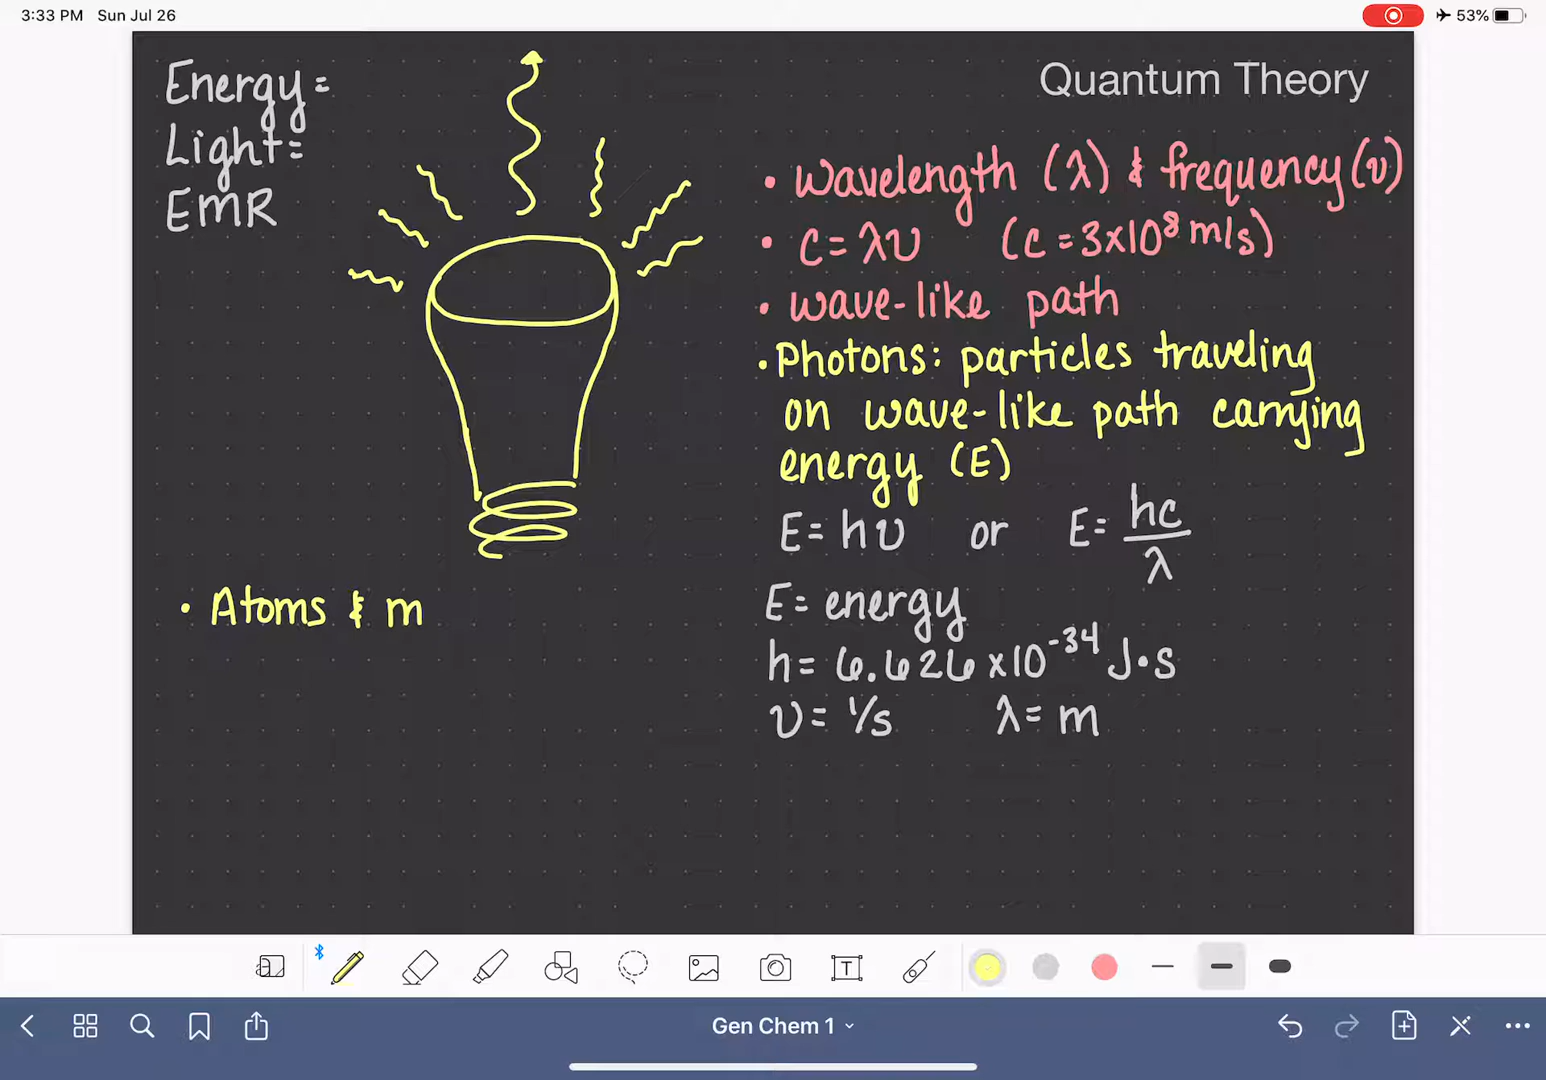 3:33 PM Sun Jul 26
53%
Energy=
Light=
EMR
Quantum Theory
• Wavelength (λ) & frequency (ν)
• c = λν (c = 3x10⁸ m/s)
• wave-like path
• Photons: particles traveling
on wave-like path carrying
energy (E)
E = hν or E = hc/λ
E = energy
h = 6.626 x10⁻³⁴ J•s
ν = 1/s λ = m
• Atoms & m
T
Gen Chem 1